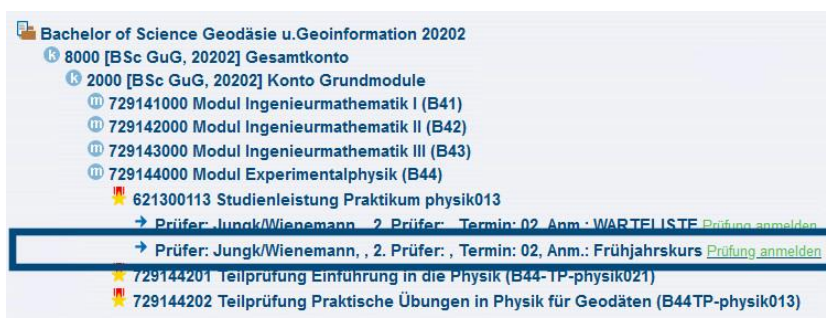 Bachelor of Science Geodäsie u.Geoinformation 20202
k 8000 [BSc GuG, 20202] Gesamtkonto
k 2000 [BSc GuG, 20202] Konto Grundmodule
m 729141000 Modul Ingenieurmathematik I (B41)
m 729142000 Modul Ingenieurmathematik II (B42)
m 729143000 Modul Ingenieurmathematik III (B43)
m 729144000 Modul Experimentalphysik (B44)
621300113 Studienleistung Praktikum physik013
Prüfer: Jungk/Wienemann, , 2. Prüfer: , Termin: 02, Anm.: WARTELISTE Prüfung anmelden
Prüfer: Jungk/Wienemann, , 2. Prüfer: , Termin: 02, Anm.: Frühjahrskurs Prüfung anmelden
729144201 Teilprüfung Einführung in die Physik (B44-TP-physik021)
729144202 Teilprüfung Praktische Übungen in Physik für Geodäten (B44TP-physik013)